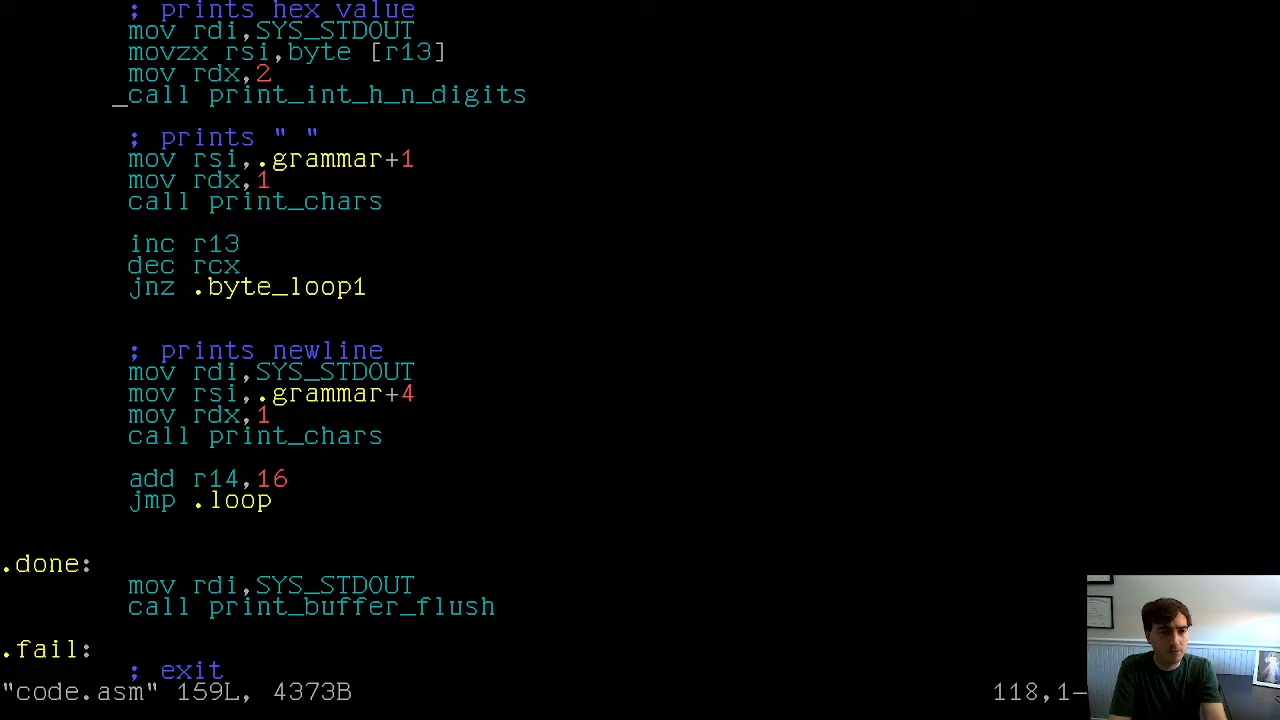 ; prints hex value
mov rdi,SYS_STDOUT
movzx rsi,byte [r13]
mov rdx,2
call print_int_h_n_digits
; prints " "
mov rsi,.grammar+1
mov rdx,1
call print_chars
inc r13
dec rcx
jnz .byte_loop1
; prints newline
mov rdi,SYS_STDOUT
mov rsi,.grammar+4
mov rdx,1
call print_chars
add r14,16
jmp .loop
.done:
mov rdi,SYS_STDOUT
call print_buffer_flush
.fail:
; exit
"code.asm" 159L, 4373B 118,1-